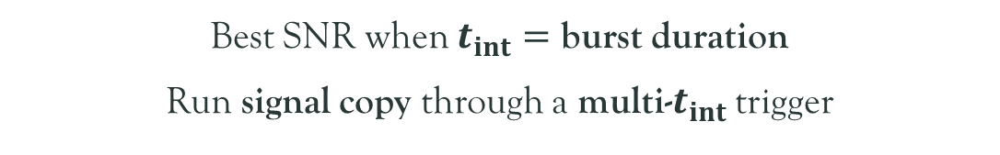 Best SNR when t_int = burst duration
Run signal copy through a multi-t_int trigger